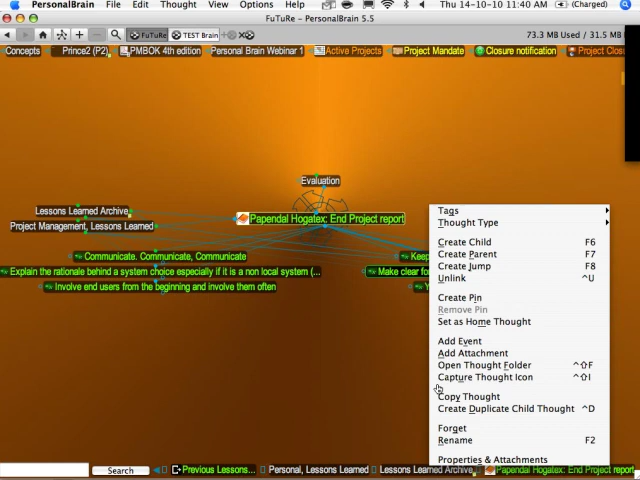 PersonalBrain File Edit Thought View Options Help Thu 14-10-10 11:40 AM (Charged)
FuTuRe – PersonalBrain 5.5
FuTuRe TEST Brain 73.3 MB Used / 31.5 MB
Concepts Prince2 (P2) PMBOK 4th edition Personal Brain Webinar 1 Active Projects Project Mandate Closure notification Project Closu
Evaluation
Lessons Learned Archive
Papendal Hogatex: End Project report
Project Management, Lessons Learned
Communicate. Communicate, Communicate
Keep
Explain the rationale behind a system choice especially if it is a non local system (...
Make clear fo
Involve end users from the beginning and involve them often
Y
Tags
Thought Type
Create Child F6
Create Parent F7
Create Jump F8
Unlink ^U
Create Pin
Remove Pin
Set as Home Thought
Add Event
Add Attachment
Open Thought Folder ^⇧F
Capture Thought Icon ^⇧I
Copy Thought
Create Duplicate Child Thought ^D
Forget
Rename F2
Properties & Attachments
Search Previous Lessons... Personal, Lessons Learned Lessons Learned Archive Papendal Hogatex: End Project report